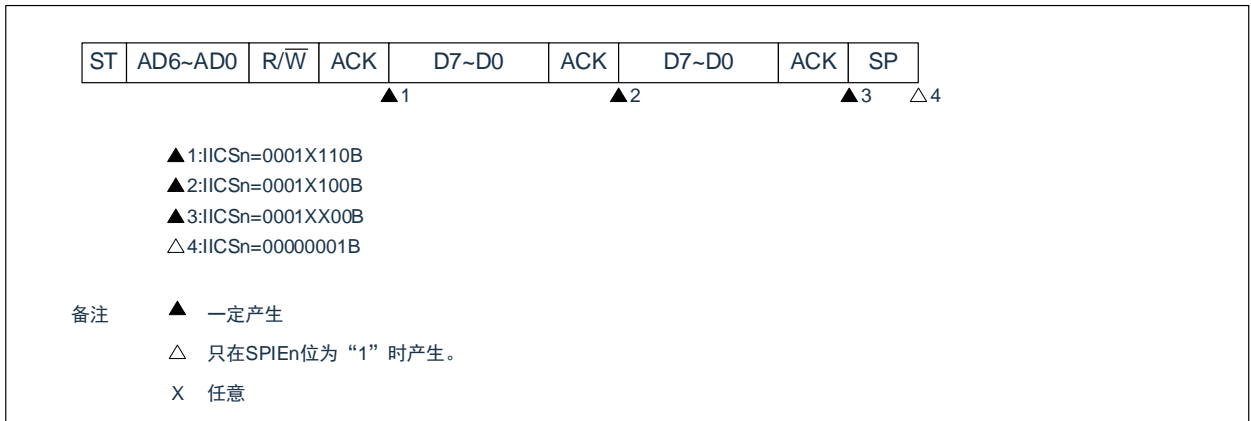 ST AD6~AD0 R/W̅ ACK D7~D0 ACK D7~D0 ACK SP
▲1 ▲2 ▲3 △4
▲1:IICSn=0001X110B
▲2:IICSn=0001X100B
▲3:IICSn=0001XX00B
△4:IICSn=00000001B
备注 ▲ 一定产生
△ 只在SPIEn位为“1”时产生。
X 任意